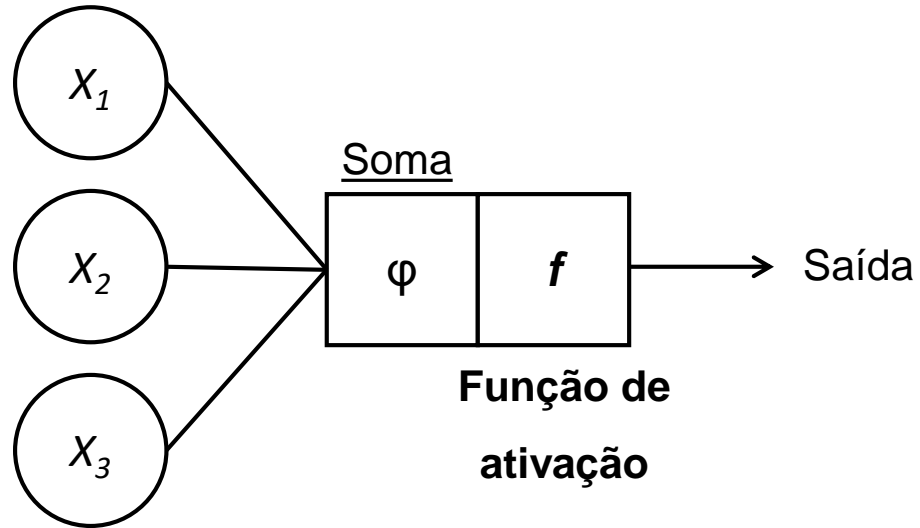 X1
Soma
X2
φ
f
Saída
Função de
ativação
X3